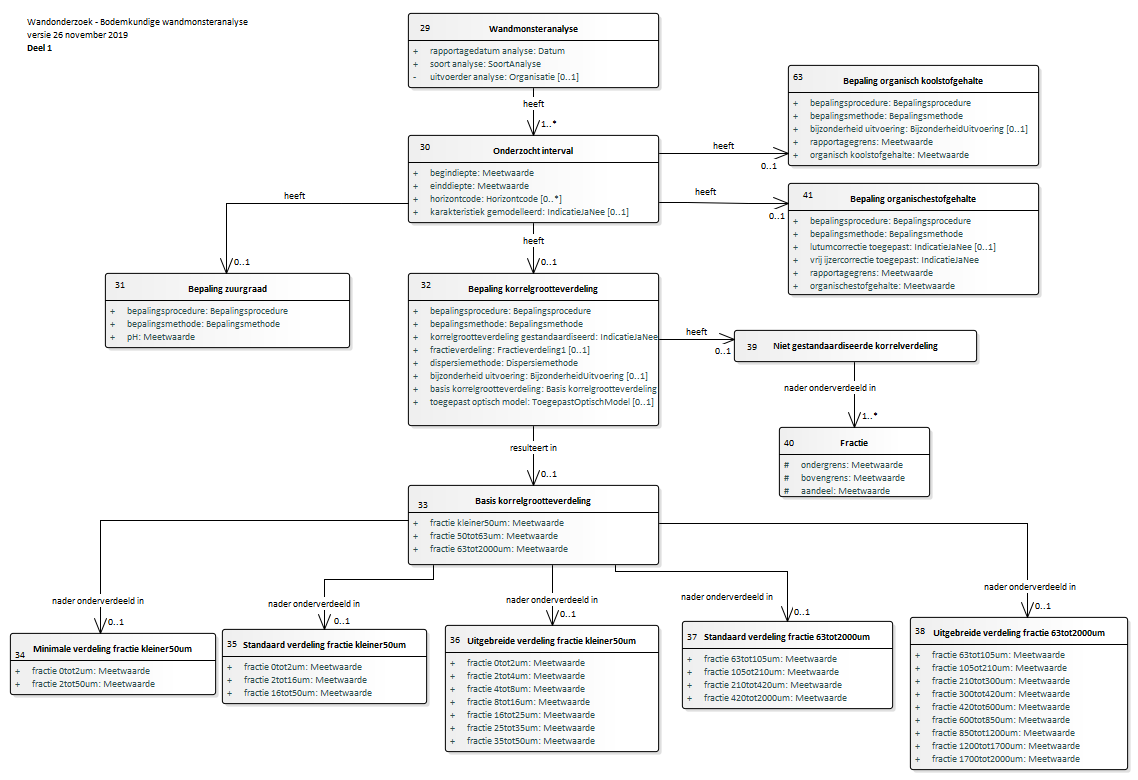 Wandonderzoek - Bodemkundige wandmonsteranalyse
versie 26 november 2019
Deel 1
29
Wandmonsteranalyse
+ rapportagedatum analyse: Datum
+ soort analyse: SoortAnalyse
- uitvoerder analyse: Organisatie [0..1]
heeft
1..*
30
Onderzocht interval
+ begindiepte: Meetwaarde
+ einddiepte: Meetwaarde
+ horizontcode: Horizontcode [0..*]
+ karakteristiek gemodelleerd: IndicatieJaNee [0..1]
heeft
0..1
63
Bepaling organisch koolstofgehalte
+ bepalingsprocedure: Bepalingsprocedure
+ bepalingsmethode: Bepalingsmethode
+ bijzonderheid uitvoering: BijzonderheidUitvoering [0..1]
+ rapportagegrens: Meetwaarde
+ organisch koolstofgehalte: Meetwaarde
heeft
0..1
41
Bepaling organischestofgehalte
+ bepalingsprocedure: Bepalingsprocedure
+ bepalingsmethode: Bepalingsmethode
+ lutumcorrectie toegepast: IndicatieJaNee [0..1]
+ vrij ijzercorrectie toegepast: IndicatieJaNee
+ rapportagegrens: Meetwaarde
+ organischestofgehalte: Meetwaarde
heeft
0..1
31
Bepaling zuurgraad
+ bepalingsprocedure: Bepalingsprocedure
+ bepalingsmethode: Bepalingsmethode
+ pH: Meetwaarde
heeft
0..1
32
Bepaling korrelgrootteverdeling
+ bepalingsprocedure: Bepalingsprocedure
+ bepalingsmethode: Bepalingsmethode
+ korrelgrootteverdeling gestandaardiseerd: IndicatieJaNee
+ fractieverdeling: Fractieverdeling1 [0..1]
+ dispersiemethode: Dispersiemethode
+ bijzonderheid uitvoering: BijzonderheidUitvoering [0..1]
+ basis korrelgrootteverdeling: Basis korrelgrootteverdeling
+ toegepast optisch model: ToegepastOptischModel [0..1]
heeft
0..1
39
Niet gestandaardiseerde korrelverdeling
nader onderverdeeld in
1..*
40
Fractie
# ondergrens: Meetwaarde
# bovengrens: Meetwaarde
# aandeel: Meetwaarde
resulteert in
0..1
33
Basis korrelgrootteverdeling
+ fractie kleiner50um: Meetwaarde
+ fractie 50tot63um: Meetwaarde
+ fractie 63tot2000um: Meetwaarde
nader onderverdeeld in
0..1
34
Minimale verdeling fractie kleiner50um
+ fractie 0tot2um: Meetwaarde
+ fractie 2tot50um: Meetwaarde
nader onderverdeeld in
0..1
35
Standaard verdeling fractie kleiner50um
+ fractie 0tot2um: Meetwaarde
+ fractie 2tot16um: Meetwaarde
+ fractie 16tot50um: Meetwaarde
nader onderverdeeld in
0..1
36
Uitgebreide verdeling fractie kleiner50um
+ fractie 0tot2um: Meetwaarde
+ fractie 2tot4um: Meetwaarde
+ fractie 4tot8um: Meetwaarde
+ fractie 8tot16um: Meetwaarde
+ fractie 16tot25um: Meetwaarde
+ fractie 25tot35um: Meetwaarde
+ fractie 35tot50um: Meetwaarde
nader onderverdeeld in
0..1
37
Standaard verdeling fractie 63tot2000um
+ fractie 63tot105um: Meetwaarde
+ fractie 105tot210um: Meetwaarde
+ fractie 210tot420um: Meetwaarde
+ fractie 420tot2000um: Meetwaarde
nader onderverdeeld in
0..1
38
Uitgebreide verdeling fractie 63tot2000um
+ fractie 63tot105um: Meetwaarde
+ fractie 105ot210um: Meetwaarde
+ fractie 210tot300um: Meetwaarde
+ fractie 300tot420um: Meetwaarde
+ fractie 420tot600um: Meetwaarde
+ fractie 600tot850um: Meetwaarde
+ fractie 850tot1200um: Meetwaarde
+ fractie 1200tot1700um: Meetwaarde
+ fractie 1700tot2000um: Meetwaarde